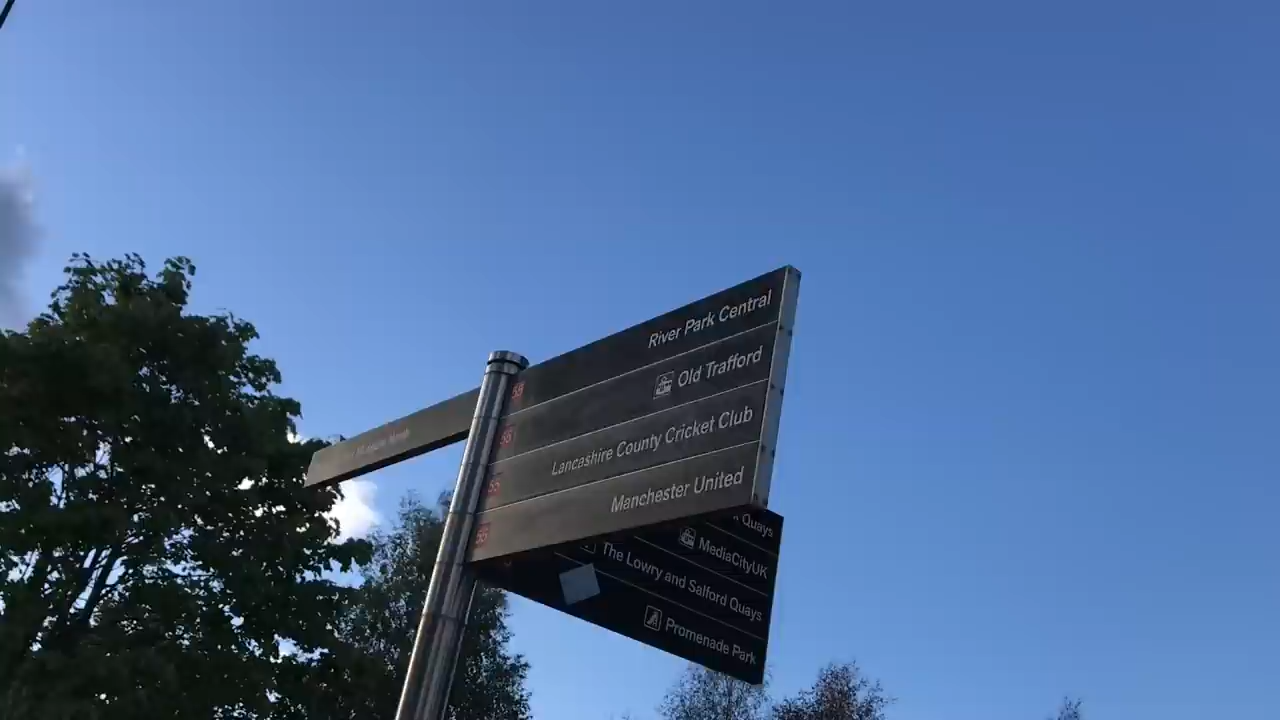 River Park Central
Old Trafford
Lancashire County Cricket Club
Manchester United
55
Quays
MediaCityUK
The Lowry and Salford Quays
Promenade Park